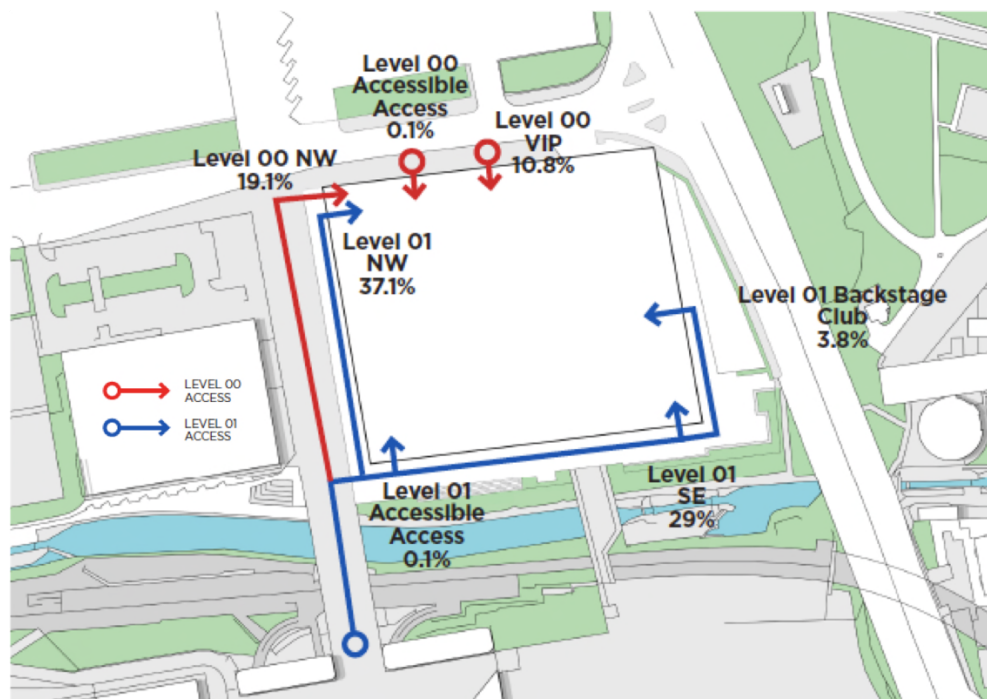 Level 00
Accessible
Access
0.1%
Level 00
VIP
10.8%
Level 00 NW
19.1%
Level 01
NW
37.1%
Level 01 Backstage
Club
3.8%
LEVEL 00
ACCESS
LEVEL 01
ACCESS
Level 01
Accessible
Access
0.1%
Level 01
SE
29%